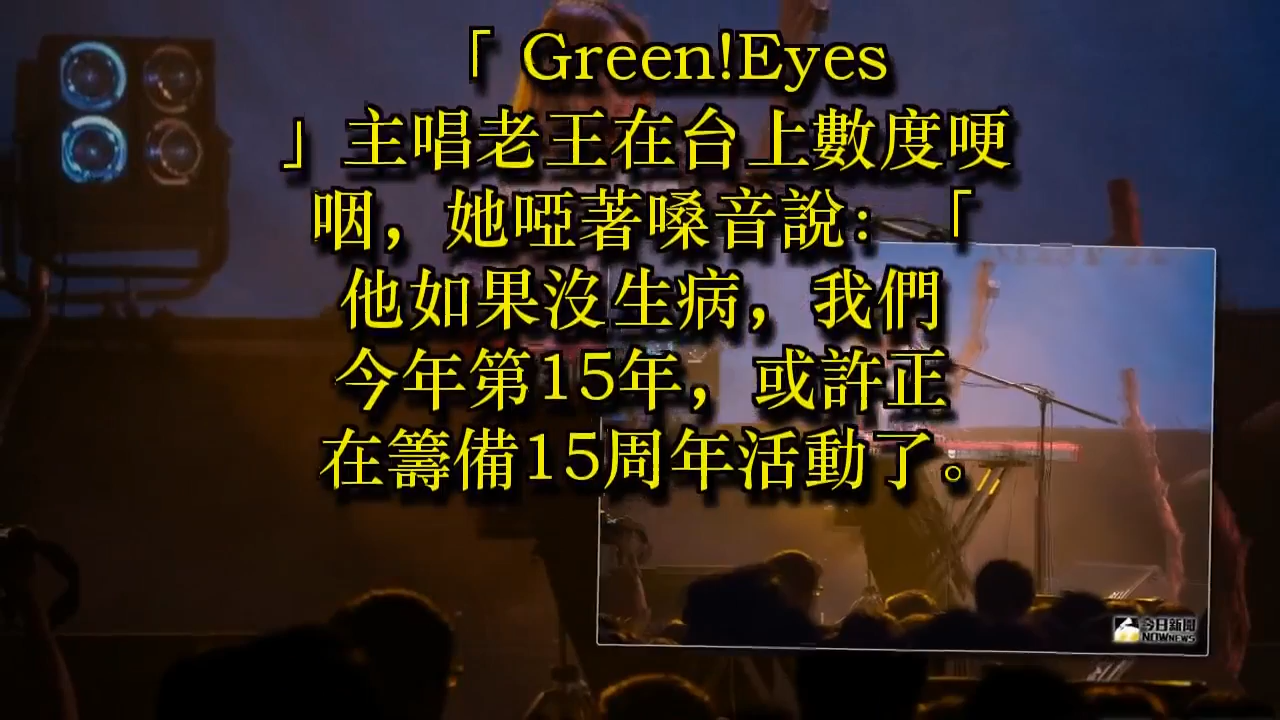 「 Green!Eyes
」主唱老王在台上數度哽
咽，她啞著嗓音說：「
他如果沒生病，我們
今年第15年，或許正
在籌備15周年活動了。
今日新聞
NOWNEWS